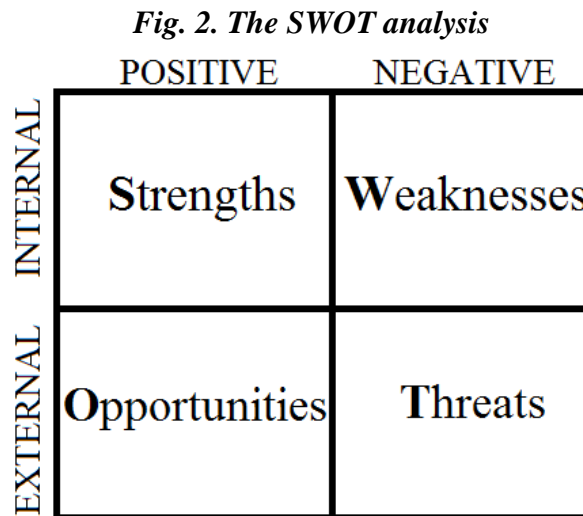 Fig. 2. The SWOT analysis
POSITIVE NEGATIVE
INTERNAL
Strengths Weaknesses
EXTERNAL
Opportunities Threats